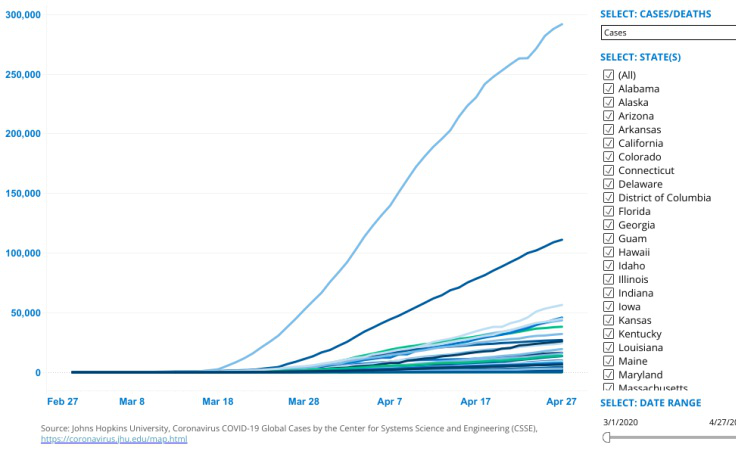 300,000
250,000
200,000
150,000
100,000
50,000
0
Feb 27 Mar 8 Mar 18 Mar 28 Apr 7 Apr 17 Apr 27
Source: Johns Hopkins University, Coronavirus COVID-19 Global Cases by the Center for Systems Science and Engineering (CSSE),
https://coronavirus.jhu.edu/map.html
SELECT: CASES/DEATHS
Cases
SELECT: STATE(S)
(All)
Alabama
Alaska
Arizona
Arkansas
California
Colorado
Connecticut
Delaware
District of Columbia
Florida
Georgia
Guam
Hawaii
Idaho
Illinois
Indiana
Iowa
Kansas
Kentucky
Louisiana
Maine
Maryland
Massachusetts
SELECT: DATE RANGE
3/1/2020 4/27/20